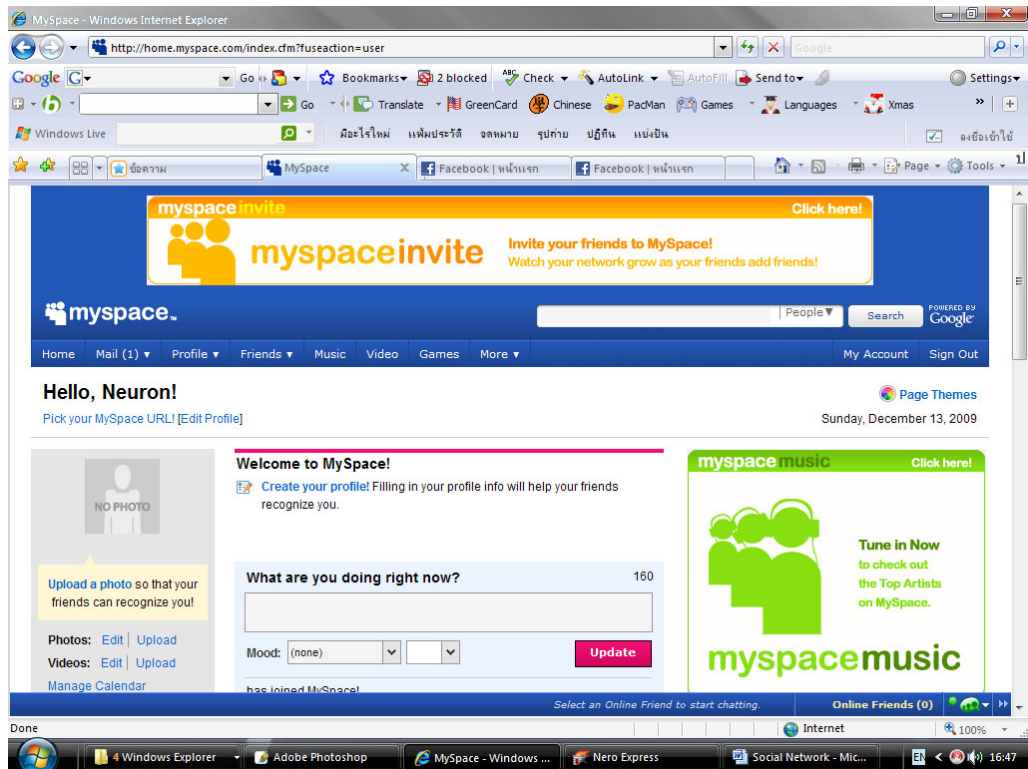 MySpace - Windows Internet Explorer
http://home.myspace.com/index.cfm?fuseaction=user
Google
Google G Go Bookmarks 2 blocked Check AutoLink AutoFill Send to Settings
Go Translate GreenCard Chinese PacMan Games Languages Xmas »
Windows Live มีอะไรใหม่ แฟ้มประวัติ จดหมาย รูปถ่าย ปฏิทิน แบ่งปัน ลงชื่อเข้าใช้
ข้อความ MySpace X Facebook | หน้าแรก Facebook | หน้าแรก Page Tools
myspaceinvite Click here!
myspaceinvite
Invite your friends to MySpace!
Watch your network grow as your friends add friends!
myspace People Search POWERED BY Google
Home Mail (1) Profile Friends Music Video Games More My Account Sign Out
Hello, Neuron! Page Themes
Pick your MySpace URL! [Edit Profile] Sunday, December 13, 2009
NO PHOTO
Upload a photo so that your
friends can recognize you!
Photos: Edit | Upload
Videos: Edit | Upload
Manage Calendar
Welcome to MySpace!
Create your profile! Filling in your profile info will help your friends
recognize you.
What are you doing right now? 160
Mood: (none) Update
has joined MySpace!
myspace music Click here!
Tune in Now
to check out
the Top Artists
on MySpace.
myspacemusic
Select an Online Friend to start chatting. Online Friends (0)
Done Internet 100%
4 Windows Explorer Adobe Photoshop MySpace - Windows ... Nero Express Social Network - Mic... EN 16:47